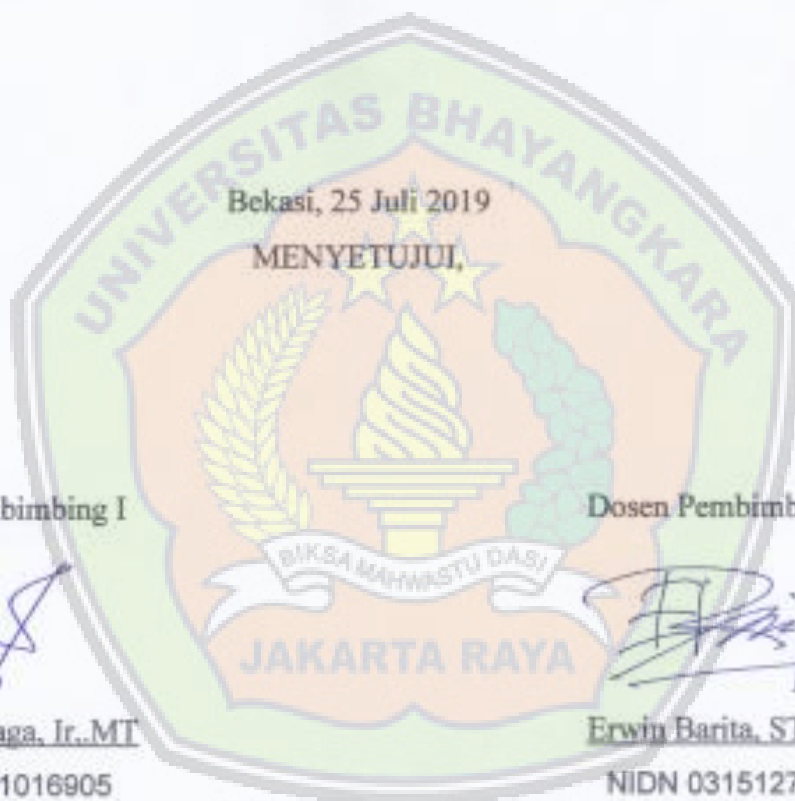 UNIVERSITAS BHAYANGKARA
Bekasi, 25 Juli 2019
MENYETUJUI,
bimbing I
Dosen Pembimb
BIKSA MAHWASTU DASI
JAKARTA RAYA
aga, Ir.,MT
Erwin Barita, ST
1016905
NIDN 0315127